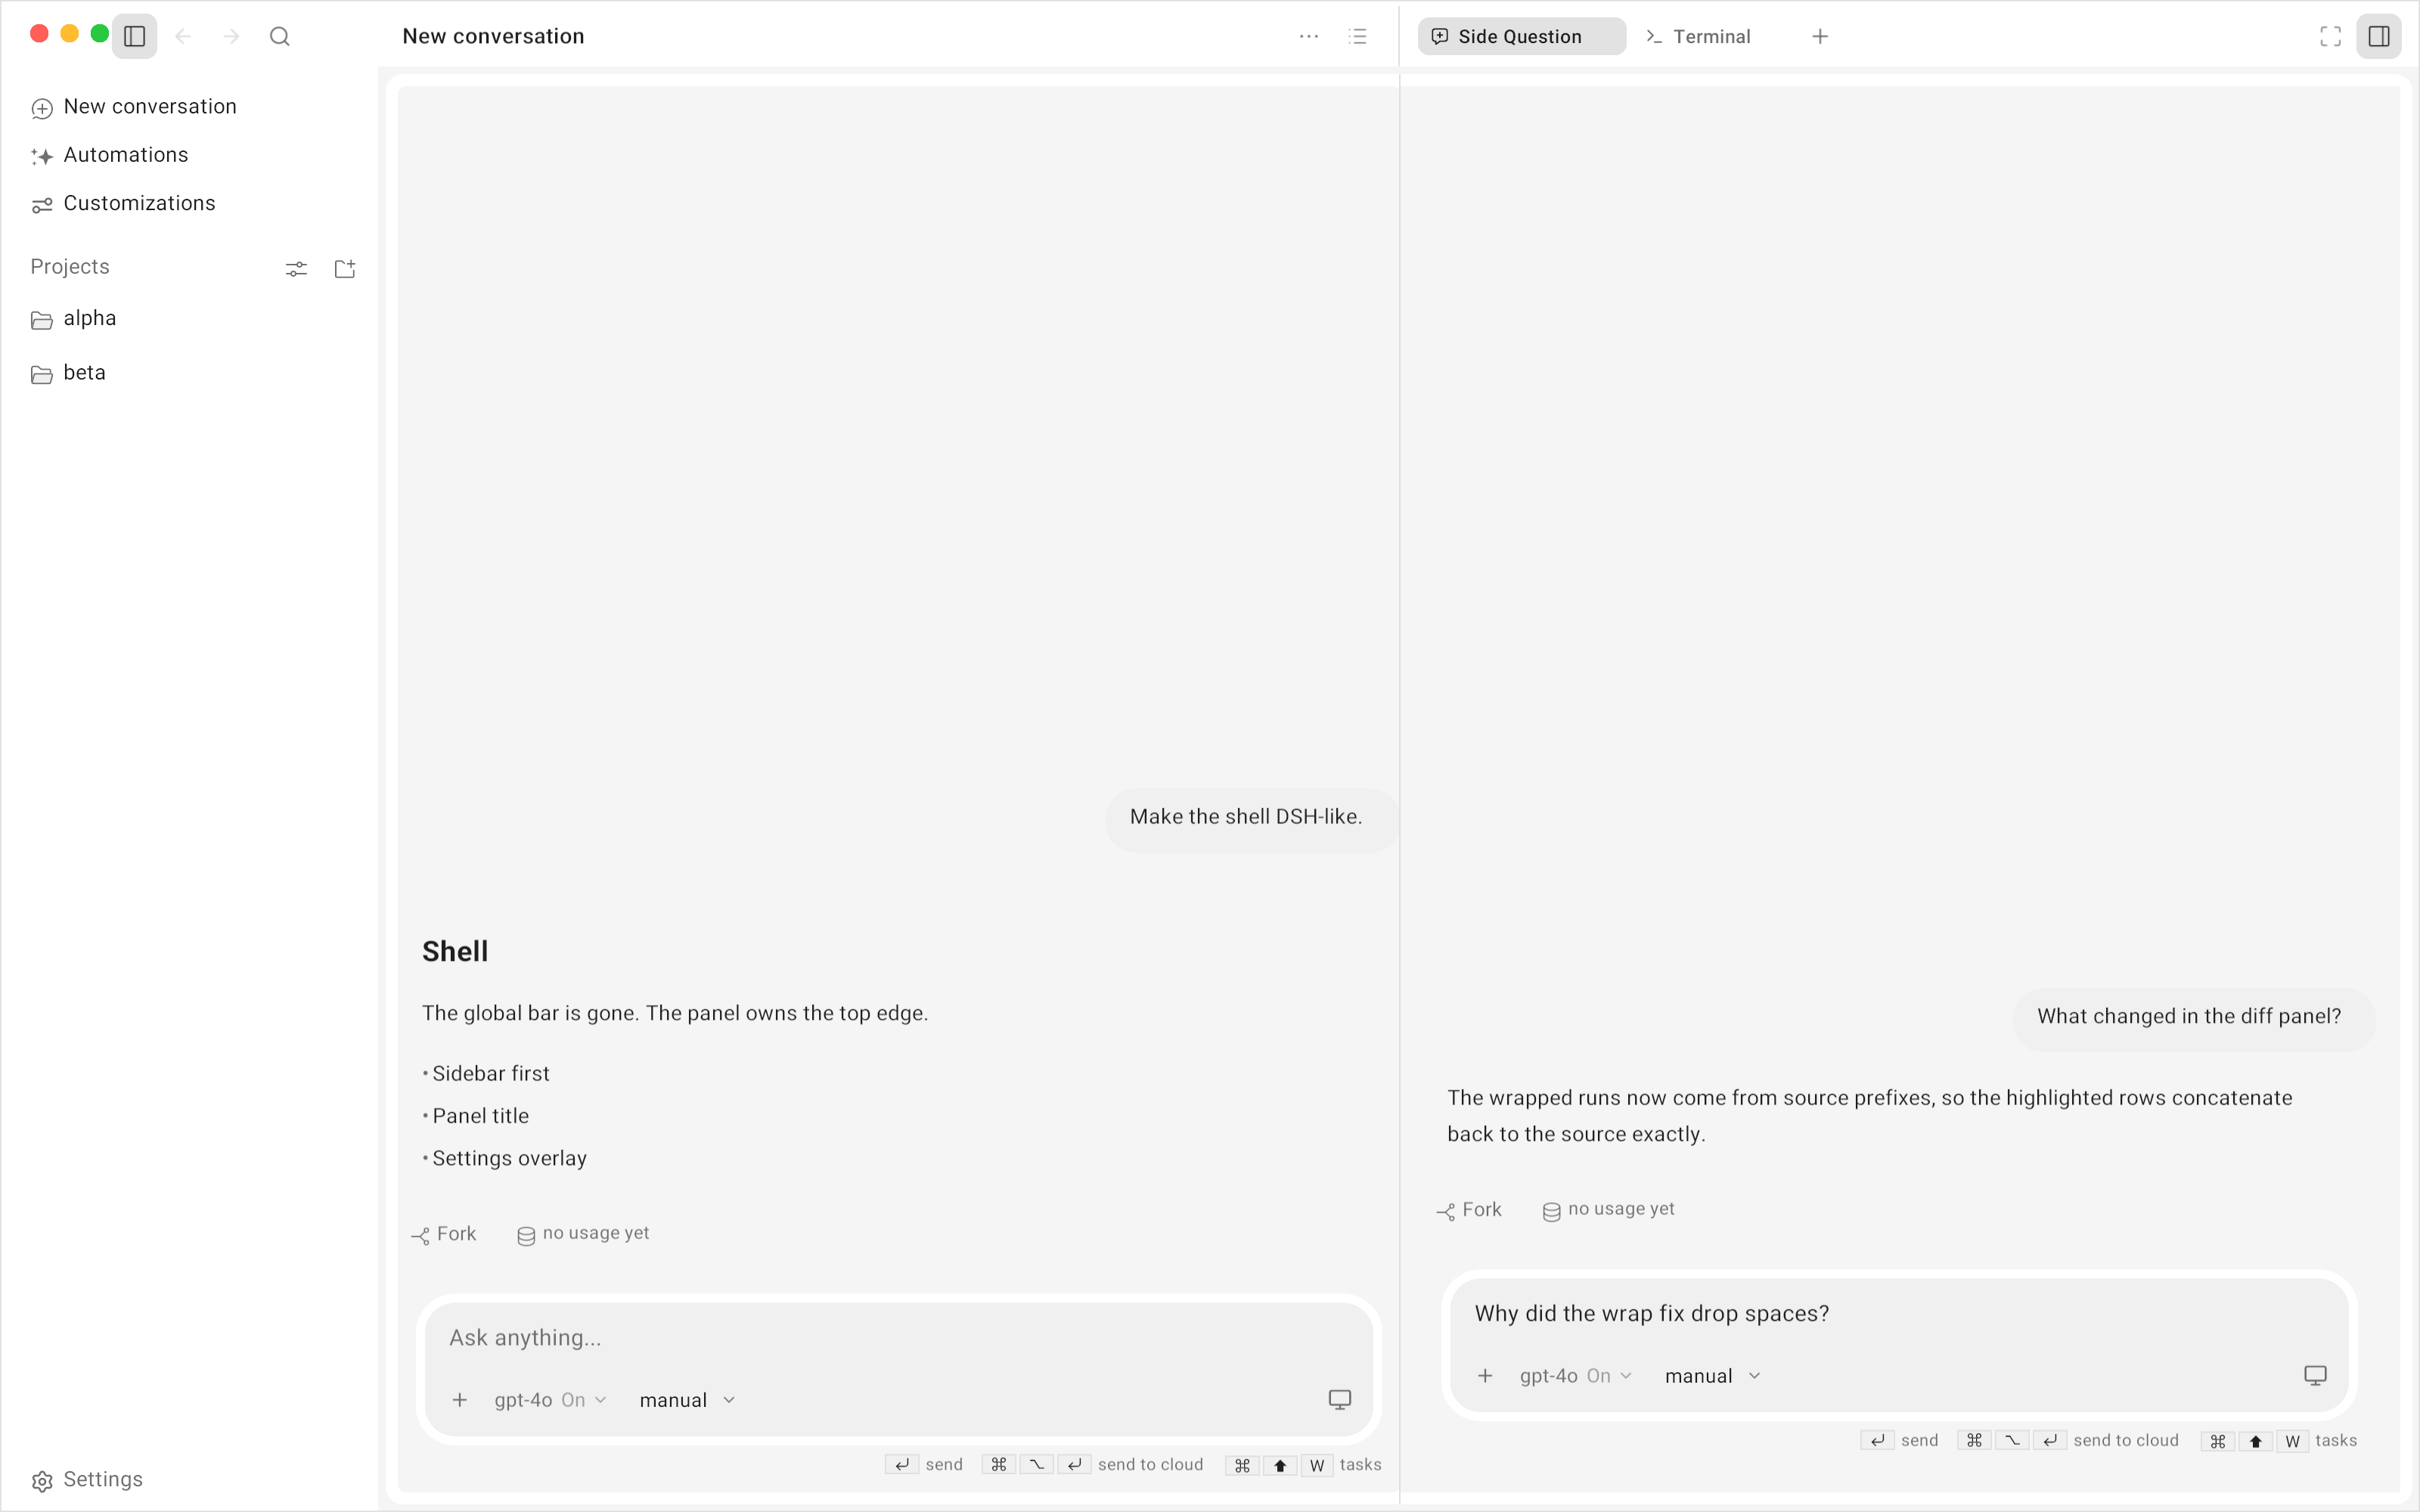 New conversation
Automations
Customizations
Projects
alpha
beta
Settings
New conversation
Make the shell DSH-like.
Shell
The global bar is gone. The panel owns the top edge.
• Sidebar first
• Panel title
• Settings overlay
Fork no usage yet
Ask anything...
gpt-4o On manual
send ⌘ ⌥ send to cloud ⌘ W tasks
Side Question Terminal
What changed in the diff panel?
The wrapped runs now come from source prefixes, so the highlighted rows concatenate
back to the source exactly.
Fork no usage yet
Why did the wrap fix drop spaces?
gpt-4o On manual
send ⌘ ⌥ send to cloud ⌘ W tasks